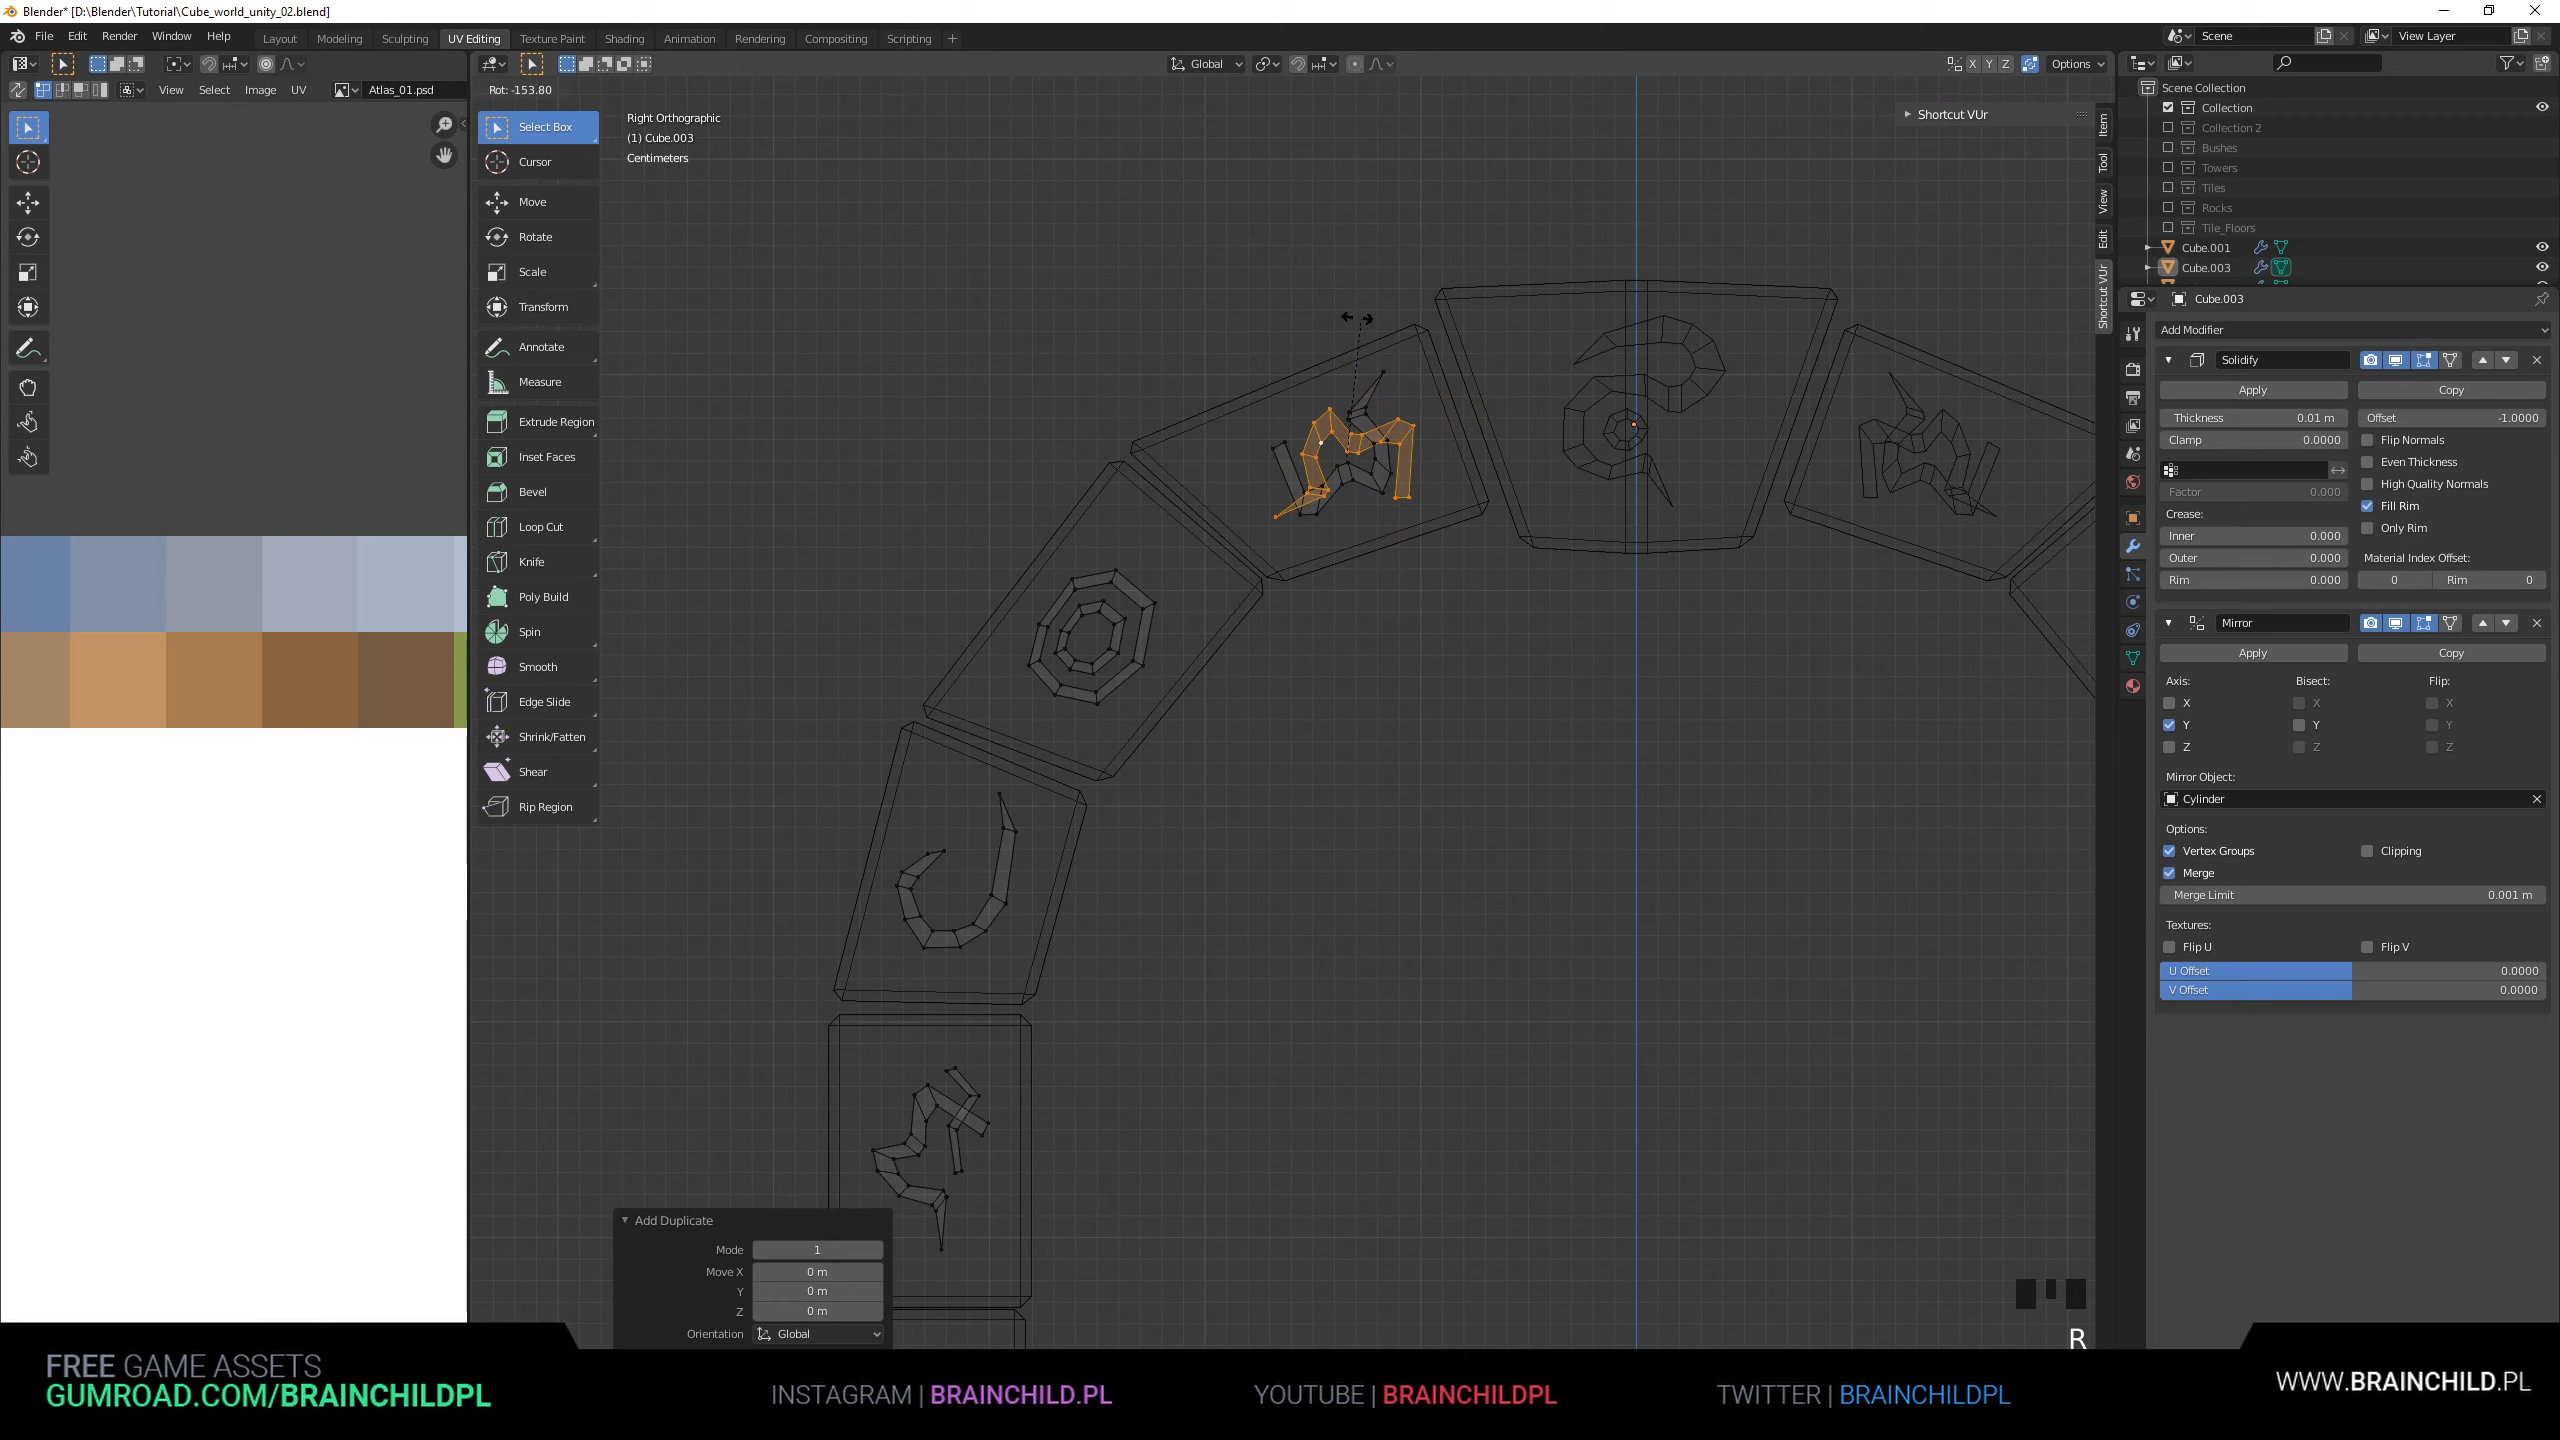 Blender* [D:\Blender\Tutorial\Cube_world_unity_02.blend]
File Edit Render Window Help Layout Modeling Sculpting UV Editing Texture Paint Shading Animation Rendering Compositing Scripting + Scene View Layer
Global X Y Z Options
View Select Image UV Atlas_01.psd
Rot: -153.80
Select Box
Cursor
Move
Rotate
Scale
Transform
Annotate
Measure
Extrude Region
Inset Faces
Bevel
Loop Cut
Knife
Poly Build
Spin
Smooth
Edge Slide
Shrink/Fatten
Shear
Rip Region
Right Orthographic
(1) Cube.003
Centimeters
Shortcut VUr
Item
Tool
View
Edit
Shortcut VUr
Scene Collection
Collection
Collection 2
Bushes
Towers
Tiles
Rocks
Tile_Floors
Cube.001
Cube.003
Cube.003
Add Modifier
Solidify
Apply Copy
Thickness 0.01 m Offset -1.0000
Clamp 0.0000 Flip Normals
Even Thickness
Factor 0.000 High Quality Normals
Crease: Fill Rim
Inner 0.000 Only Rim
Outer 0.000 Material Index Offset:
Rim 0.000 0 Rim 0
Mirror
Apply Copy
Axis: Bisect: Flip:
X X X
Y Y Y
Z Z Z
Mirror Object:
Cylinder
Options:
Vertex Groups Clipping
Merge
Merge Limit 0.001 m
Textures:
Flip U Flip V
U Offset 0.0000
V Offset 0.0000
Add Duplicate
Mode 1
Move X 0 m
Y 0 m
Z 0 m
Orientation Global
R
FREE GAME ASSETS
GUMROAD.COM/BRAINCHILDPL
INSTAGRAM | BRAINCHILD.PL
YOUTUBE | BRAINCHILDPL
TWITTER | BRAINCHILDPL
WWW.BRAINCHILD.PL